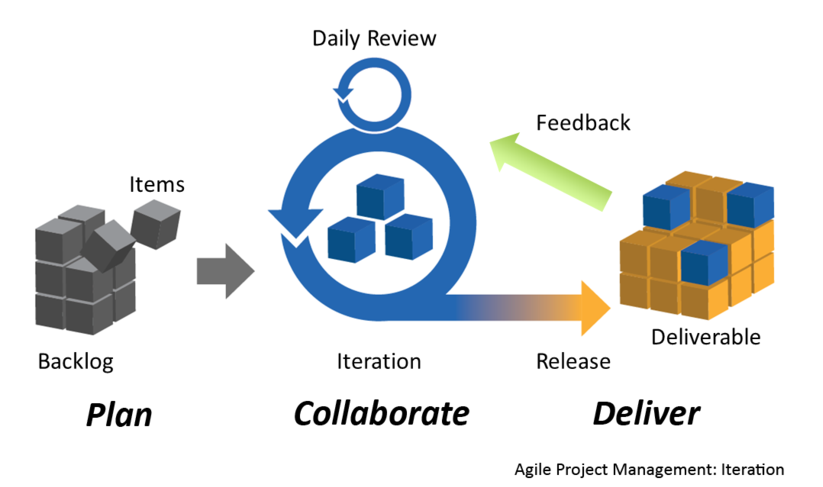 Daily Review
Feedback
Items
Deliverable
Backlog
Iteration
Release
Plan
Collaborate
Deliver
Agile Project Management: Iteration